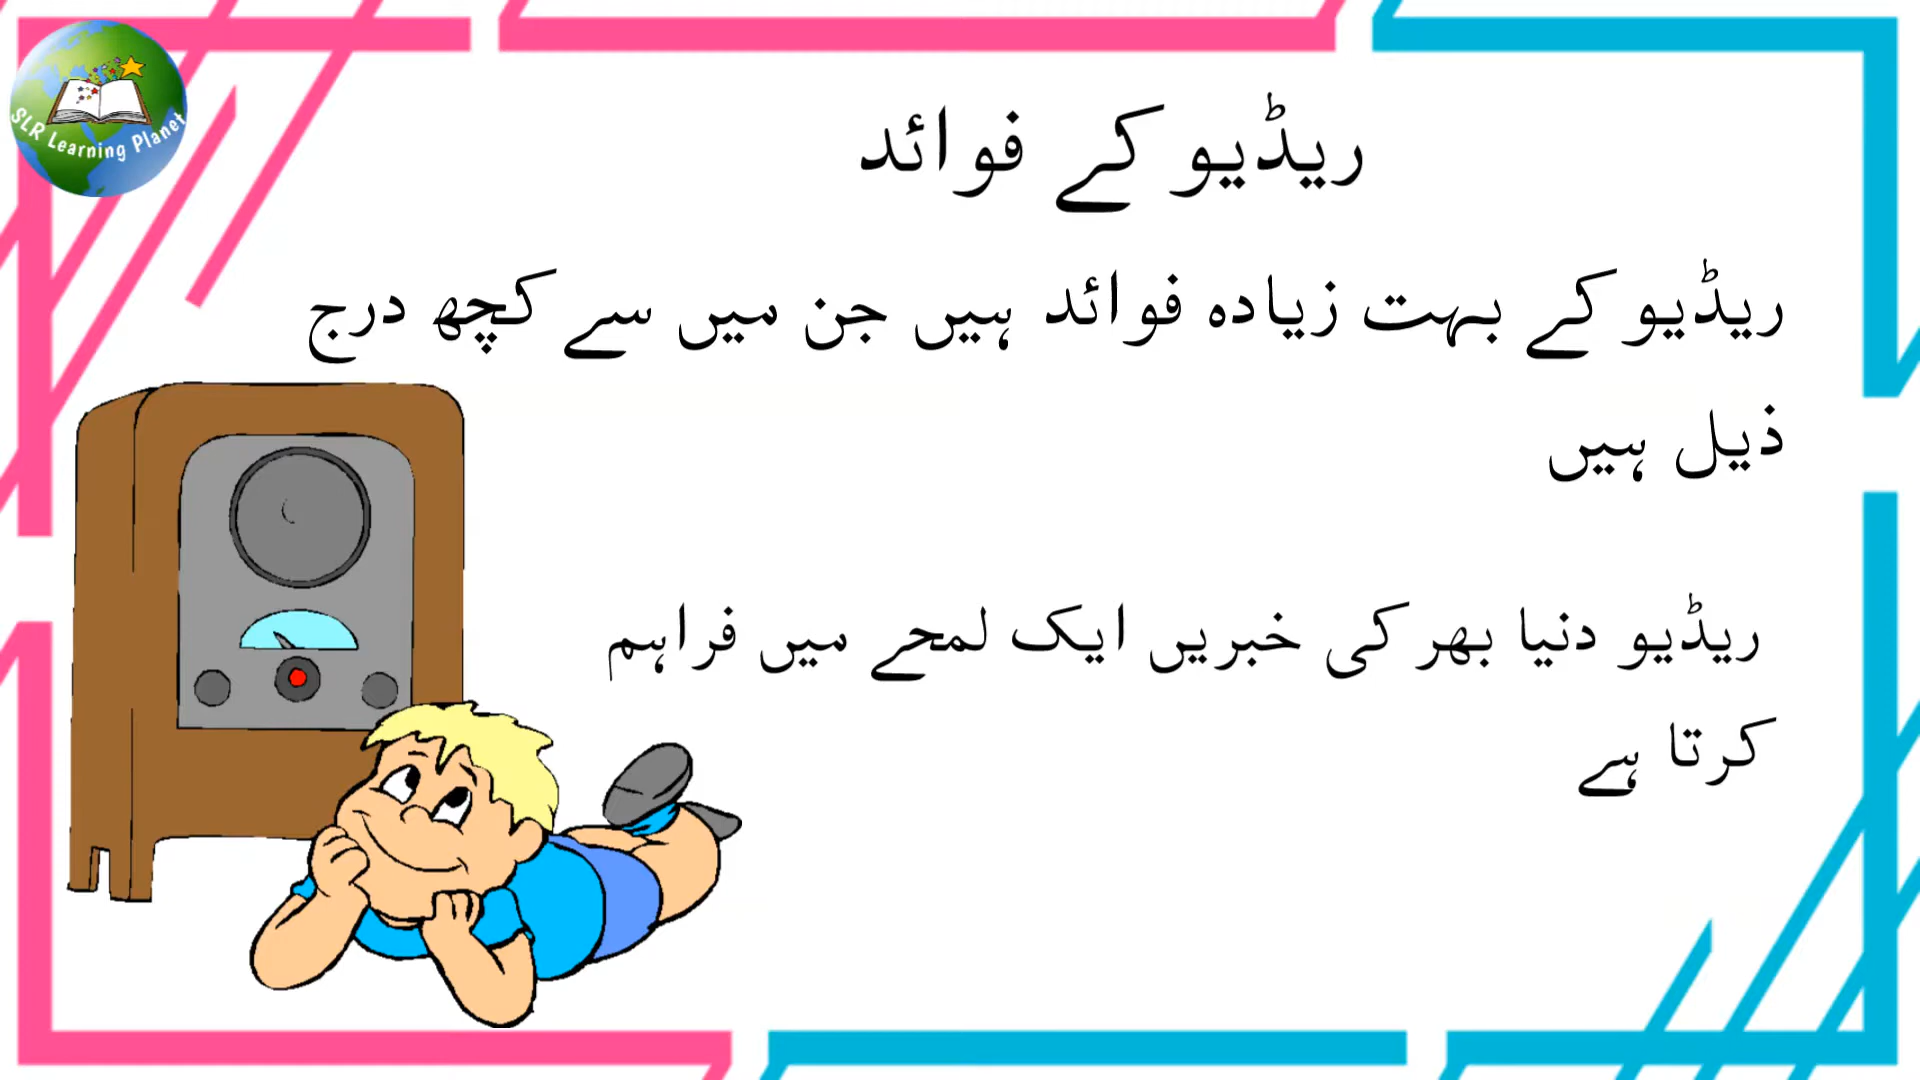 SLR Learning Planet
ریڈیو کے فوائد
ریڈیو کے بہت زیادہ فوائد ہیں جن میں سے کچھ درج
ذیل ہیں
ریڈیو دنیا بھر کی خبریں ایک لمحے میں فراہم
کرتا ہے